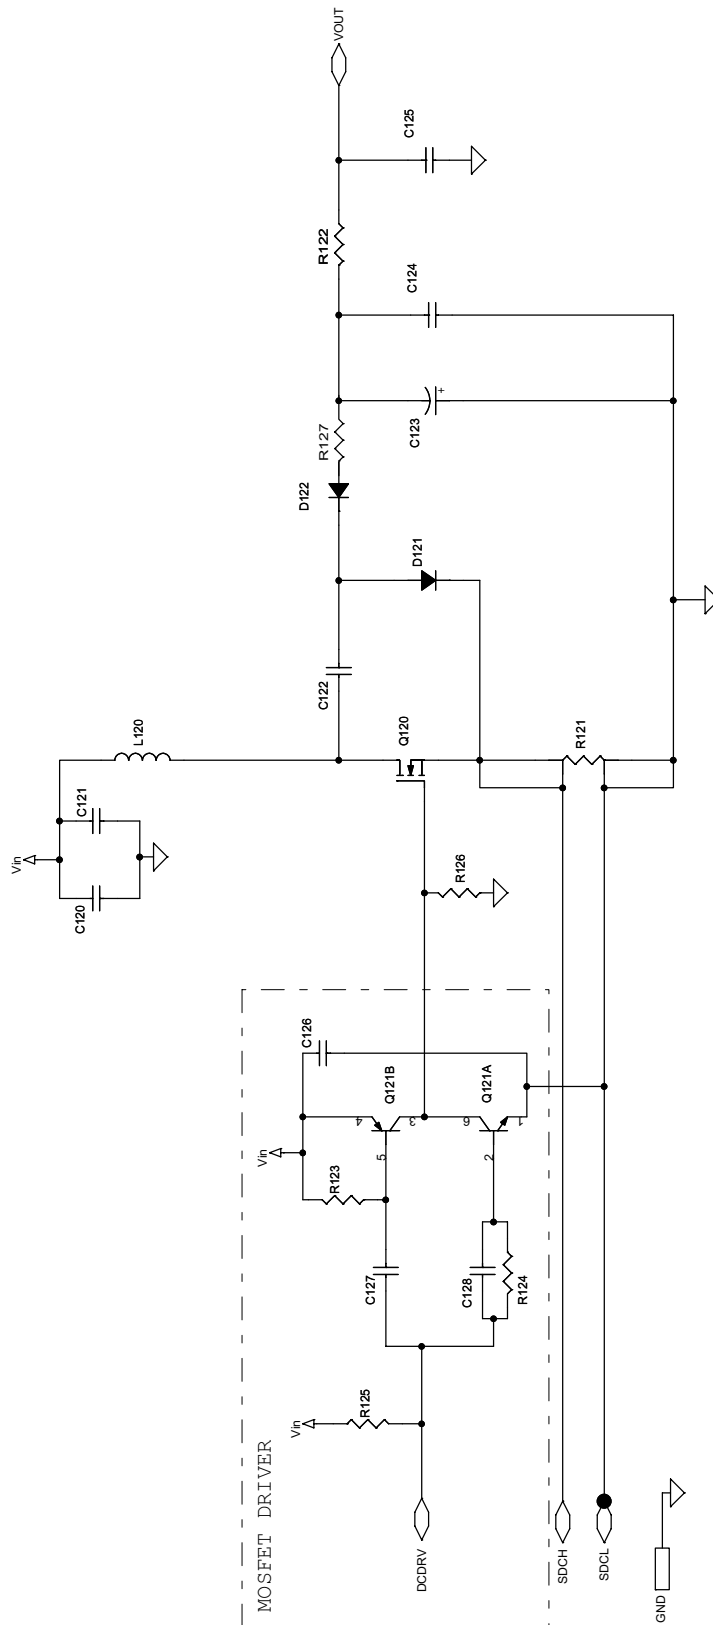 VOUT
C125
R122
C124
R127
C123
+
D122
D121
C122
L120
Q120
R121
Vin
C121
C120
R126
C126
Q121B
Q121A
4
3
6
1
5
2
Vin
R123
C127
C128
R124
Vin
R125
MOSFET DRIVER
DCDRV
SDCH
SDCL
GND